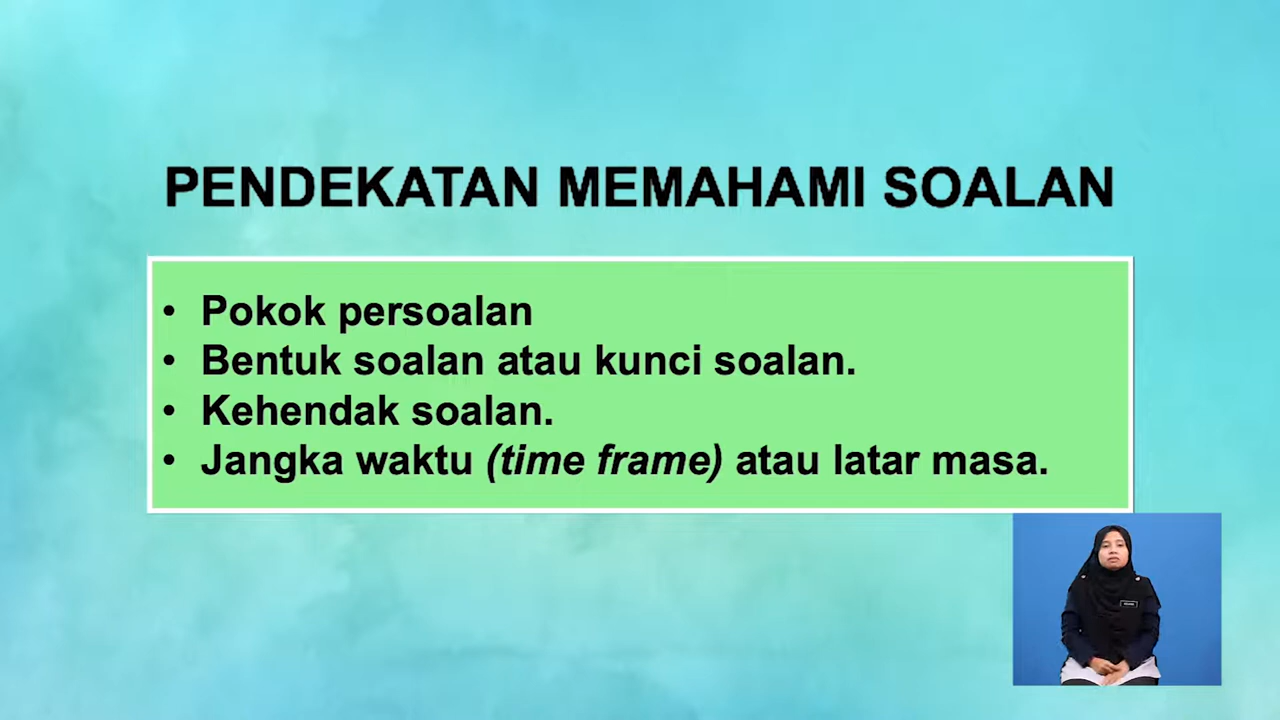 PENDEKATAN MEMAHAMI SOALAN
• Pokok persoalan
• Bentuk soalan atau kunci soalan.
• Kehendak soalan.
• Jangka waktu (time frame) atau latar masa.